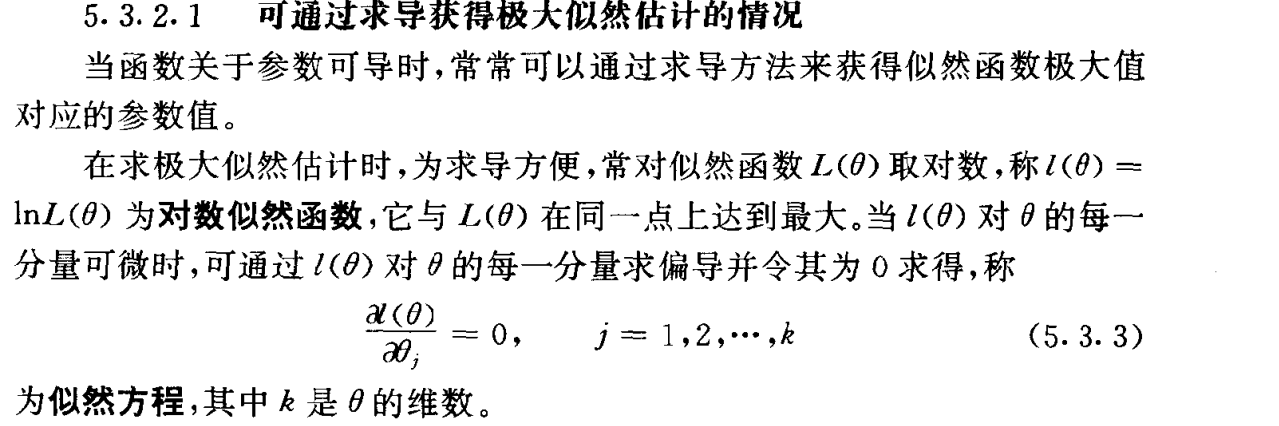 5.3.2.1 可通过求导获得极大似然估计的情况
当函数关于参数可导时,常常可以通过求导方法来获得似然函数极大值
对应的参数值。
在求极大似然估计时,为求导方便,常对似然函数 L(θ) 取对数,称 l(θ) =
lnL(θ) 为对数似然函数,它与 L(θ) 在同一点上达到最大。当 l(θ) 对 θ 的每一
分量可微时,可通过 l(θ) 对 θ 的每一分量求偏导并令其为 0 求得,称
∂l(θ)/∂θ_j = 0, j = 1,2,⋯,k (5.3.3)
为似然方程,其中 k 是 θ 的维数。